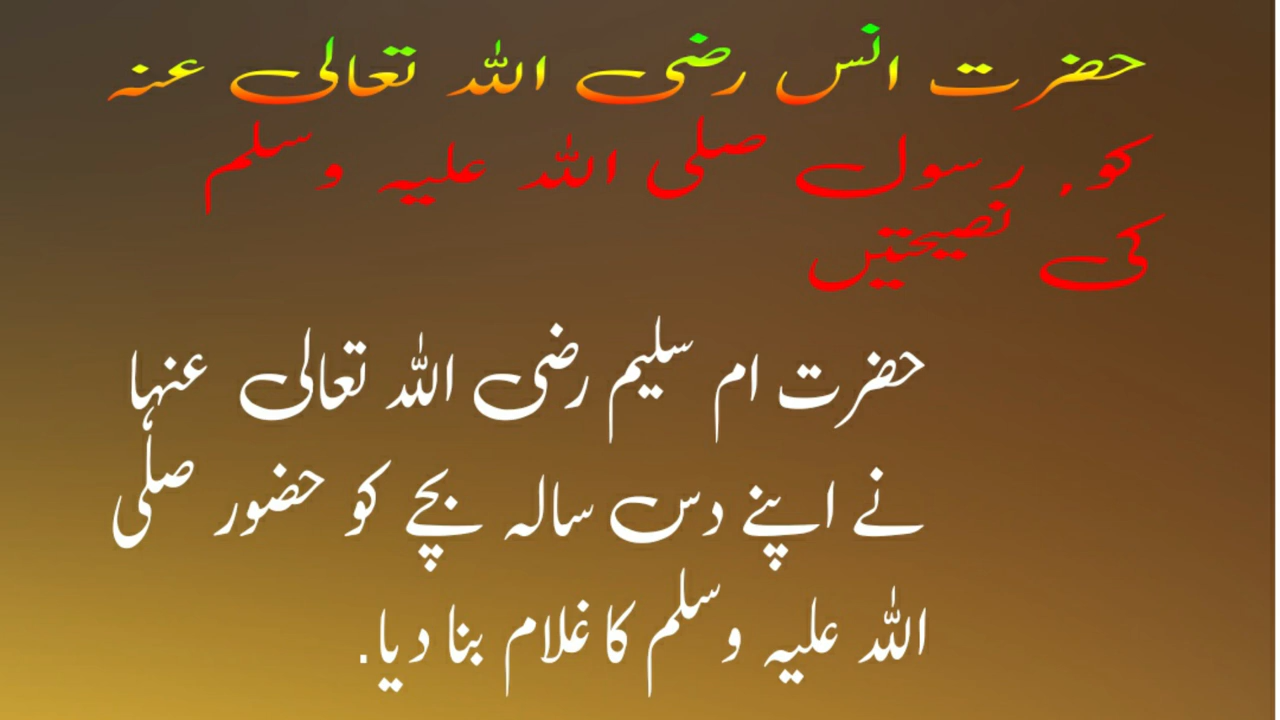 حضرت انس رضی اللہ تعالی عنہ
کو. رسول صلی اللہ علیہ وسلم
کی نصیحتیں
حضرت ام سلیم رضی اللہ تعالی عنہا
نے اپنے دس سالہ بچے کو حضور صلی
اللہ علیہ وسلم کا غلام بنا دیا.